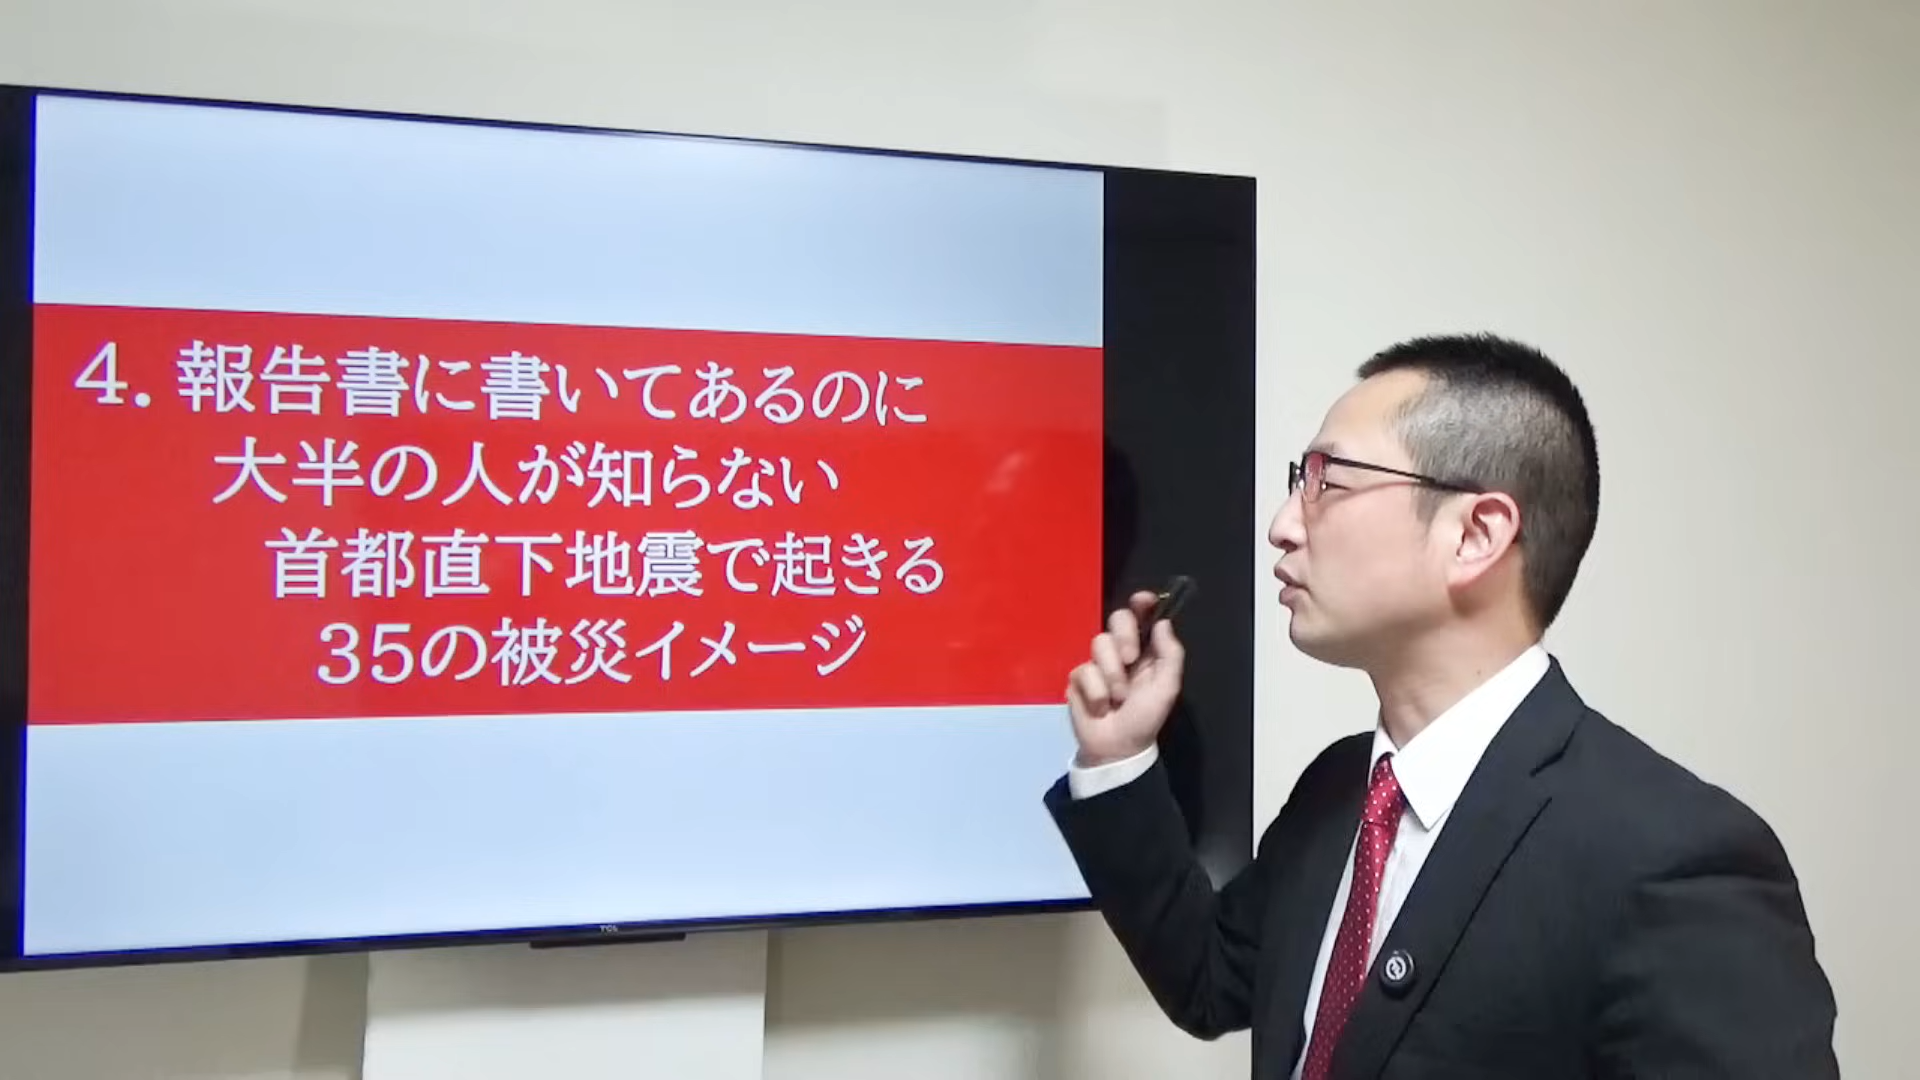 4. 報告書に書いてあるのに
大半の人が知らない
首都直下地震で起きる
35の被災イメージ
TCL